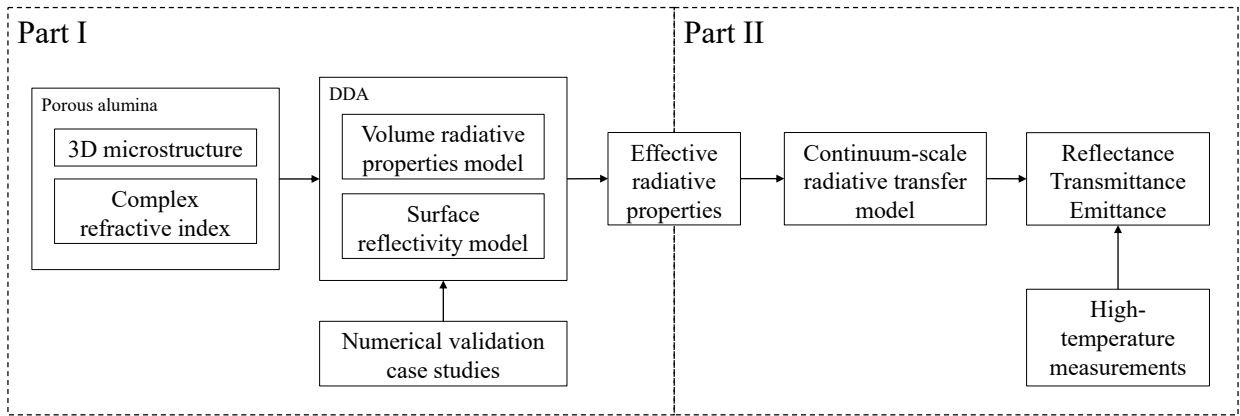 Part I
Porous alumina
3D microstructure
Complex
refractive index
DDA
Volume radiative
properties model
Surface
reflectivity model
Numerical validation
case studies
Part II
Effective
radiative
properties
Continuum-scale
radiative transfer
model
Reflectance
Transmittance
Emittance
High-
temperature
measurements